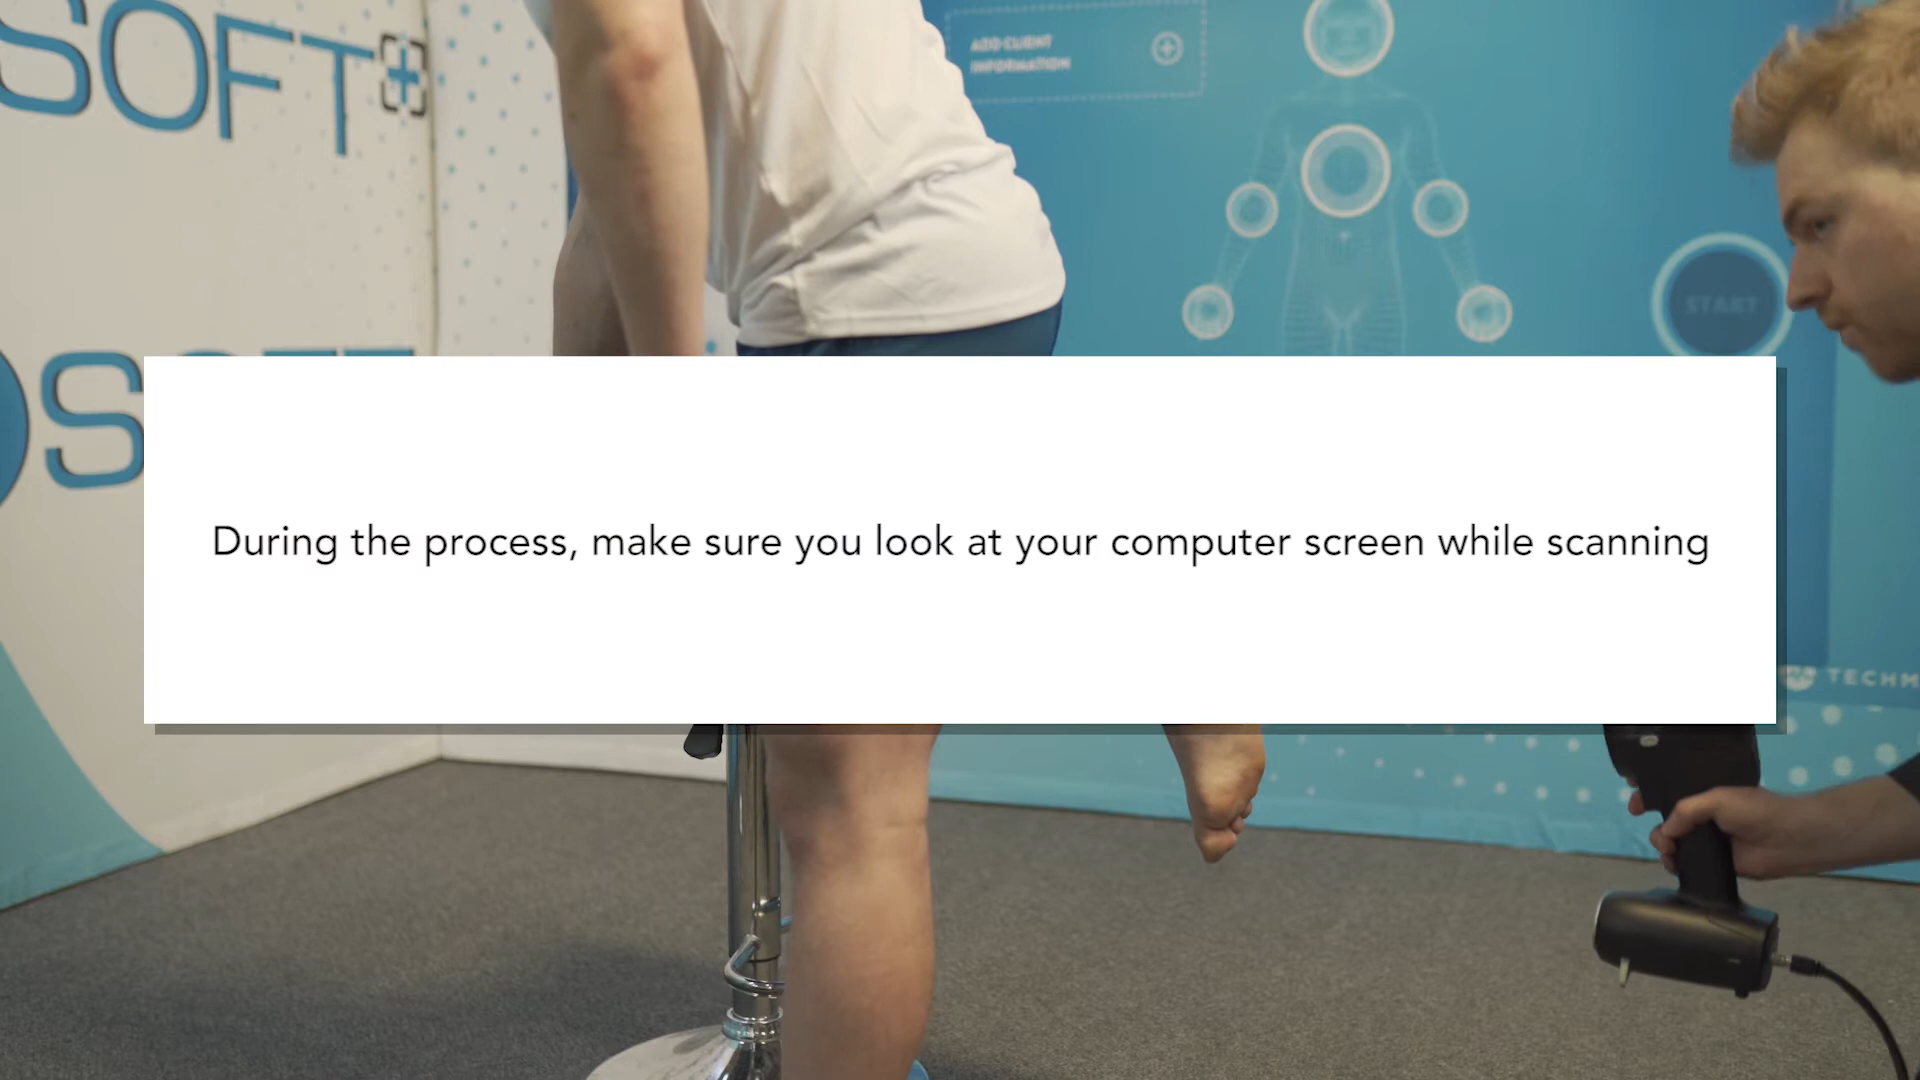 SOFT
ADD CLIENT
INFORMATION
START
S
During the process, make sure you look at your computer screen while scanning
TECHM